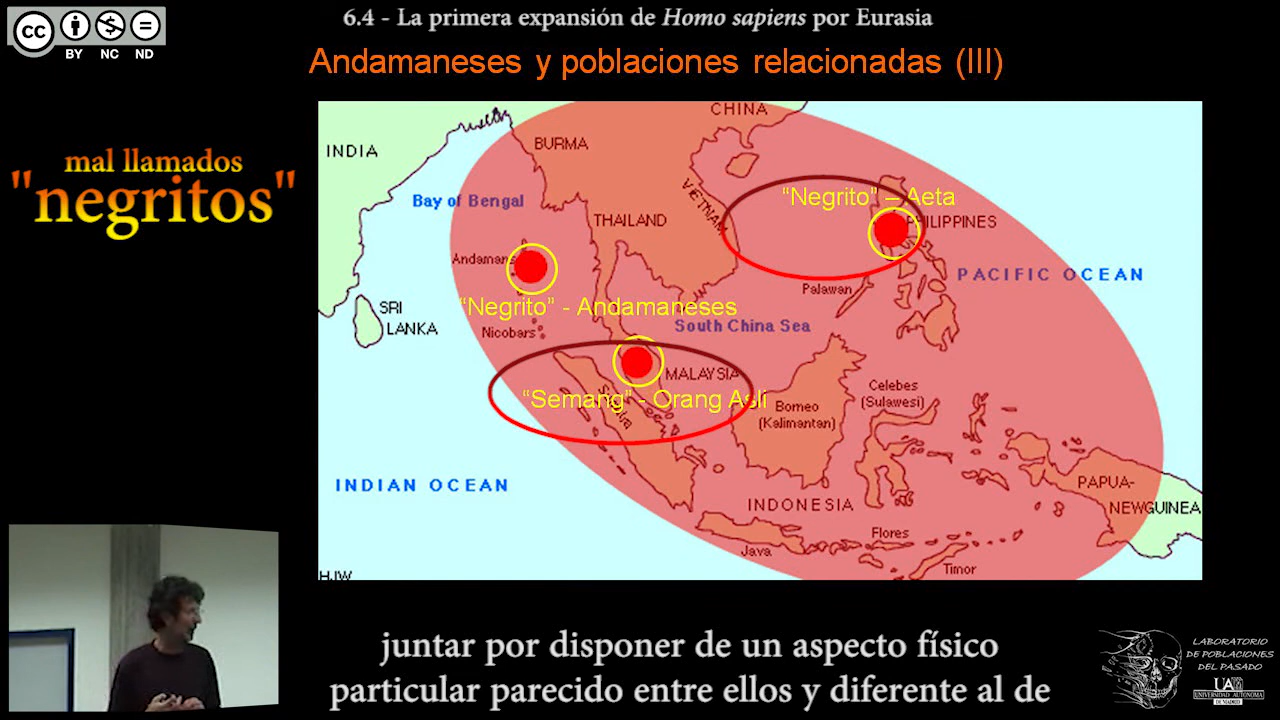 6.4 - La primera expansión de Homo sapiens por Eurasia
BY NC ND
Andamaneses y poblaciones relacionadas (III)
mal llamados
"negritos"
CHINA
INDIA
BURMA
VIETNAM
“Negrito” – Aeta
Bay of Bengal
THAILAND
PHILIPPINES
Andamans
PACIFIC OCEAN
Palawan
SRI
LANKA
“Negrito” - Andamaneses
Nicobars
South China Sea
MALAYSIA
“Semang” - Orang Asli
Celebes
(Sulawesi)
Borneo
(Kalimantan)
INDIAN OCEAN
PAPUA-
NEWGUINEA
INDONESIA
Flores
Java
Timor
HJW
juntar por disponer de un aspecto físico
particular parecido entre ellos y diferente al de
LABORATORIO
DE POBLACIONES
DEL PASADO
UAM
UNIVERSIDAD AUTONOMA
DE MADRID